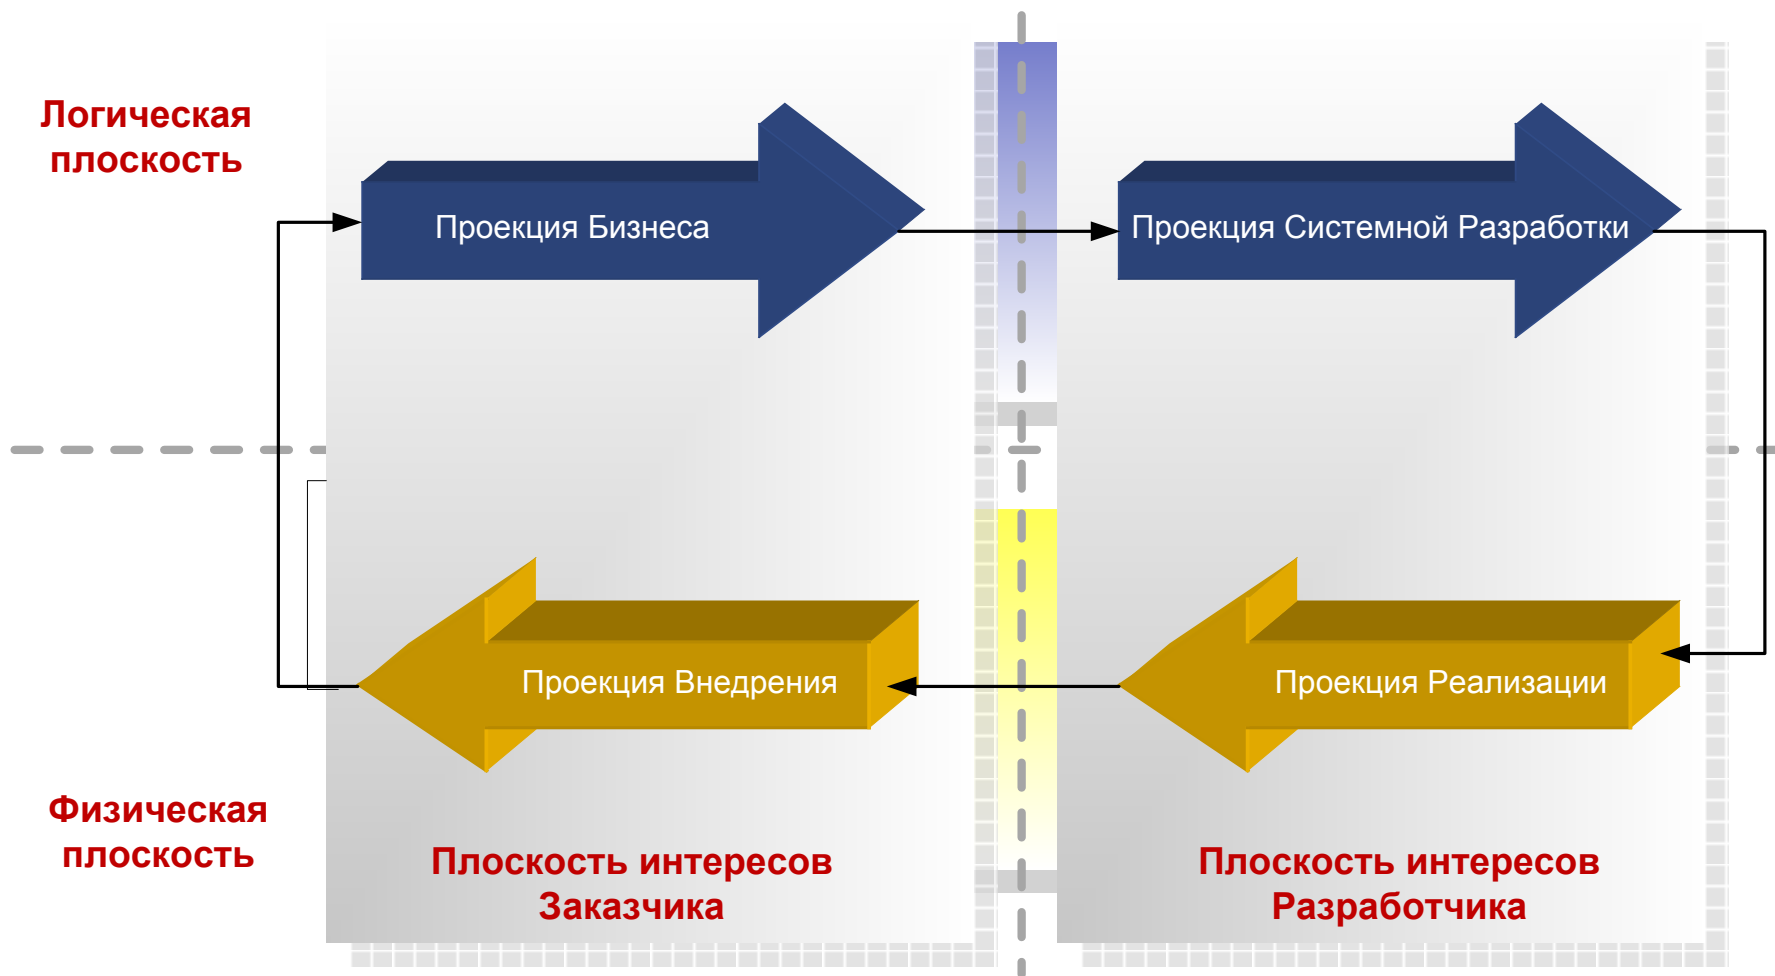 Логическая
плоскость
Проекция Бизнеса
Проекция Системной Разработки
Проекция Внедрения
Проекция Реализации
Физическая
плоскость
Плоскость интересов
Заказчика
Плоскость интересов
Разработчика